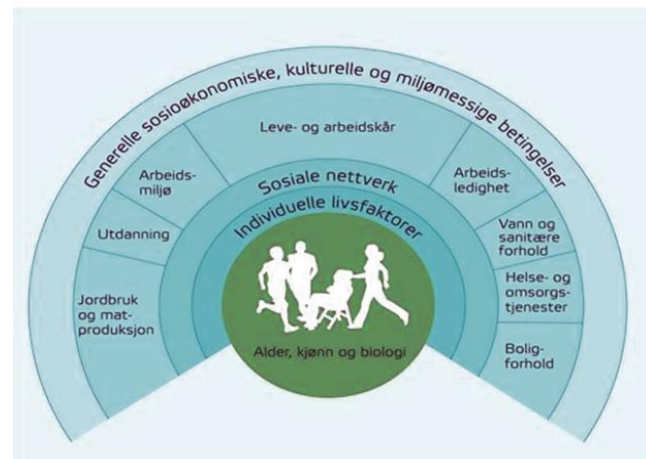 Generelle sosioøkonomiske, kulturelle og miljømessige betingelser
Leve- og arbeidskår
Arbeids-
miljø
Utdanning
Jordbruk
og mat-
produksjon
Arbeids-
ledighet
Vann og
sanitære
forhold
Helse- og
omsorgs-
tjenester
Bolig-
forhold
Sosiale nettverk
Individuelle livsfaktorer
Alder, kjønn og biologi